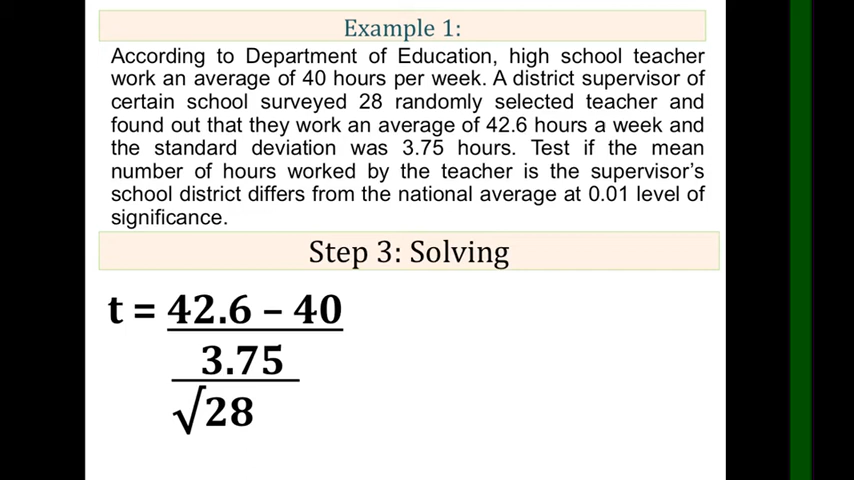 Example 1:
According to Department of Education, high school teacher
work an average of 40 hours per week. A district supervisor of
certain school surveyed 28 randomly selected teacher and
found out that they work an average of 42.6 hours a week and
the standard deviation was 3.75 hours. Test if the mean
number of hours worked by the teacher is the supervisor's
school district differs from the national average at 0.01 level of
significance.
Step 3: Solving
t = 42.6 – 40
3.75
√28